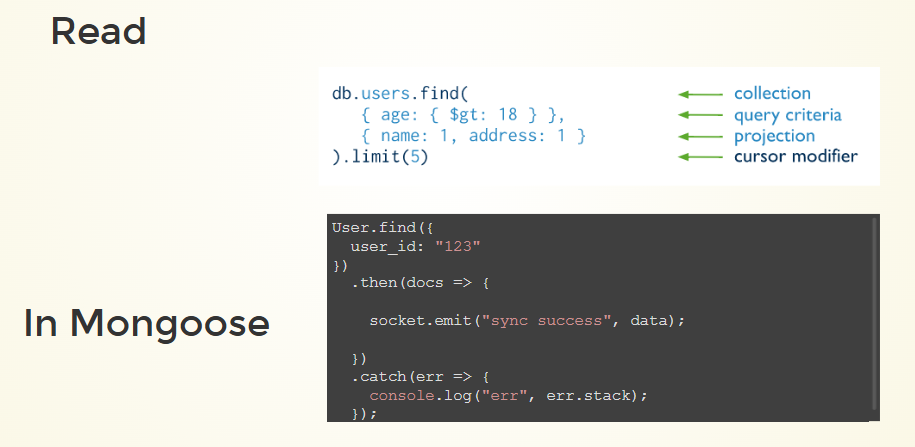 Read
db.users.find(
{ age: { $gt: 18 } },
{ name: 1, address: 1 }
).limit(5)
collection
query criteria
projection
cursor modifier
In Mongoose
User.find({
user_id: "123"
})
.then(docs => {
socket.emit("sync success", data);
})
.catch(err => {
console.log("err", err.stack);
});